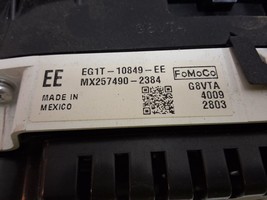 EE EG1T-10849-EE
MX257490-2384 FoMoCo
MADE IN G8VTA
MEXICO 4009
2803